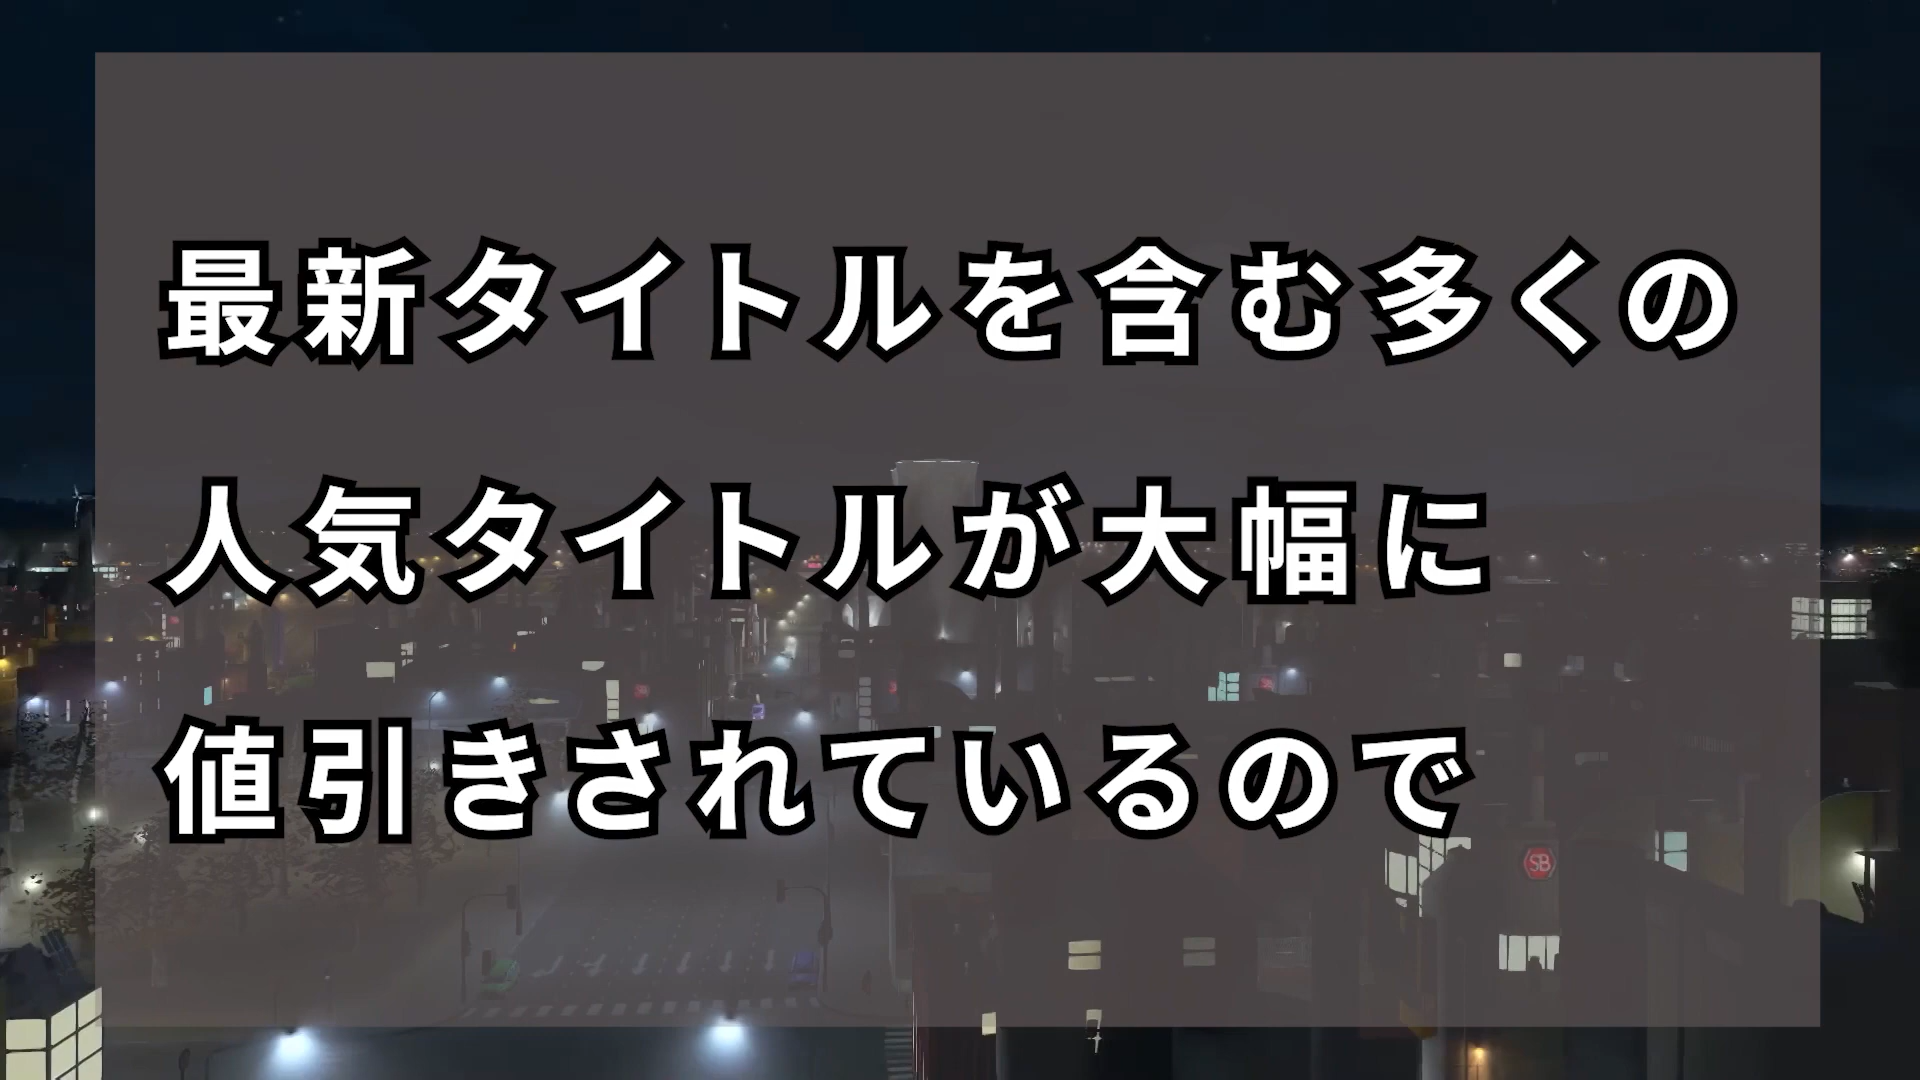 最新タイトルを含む多くの
人気タイトルが大幅に
値引きされているので
SB